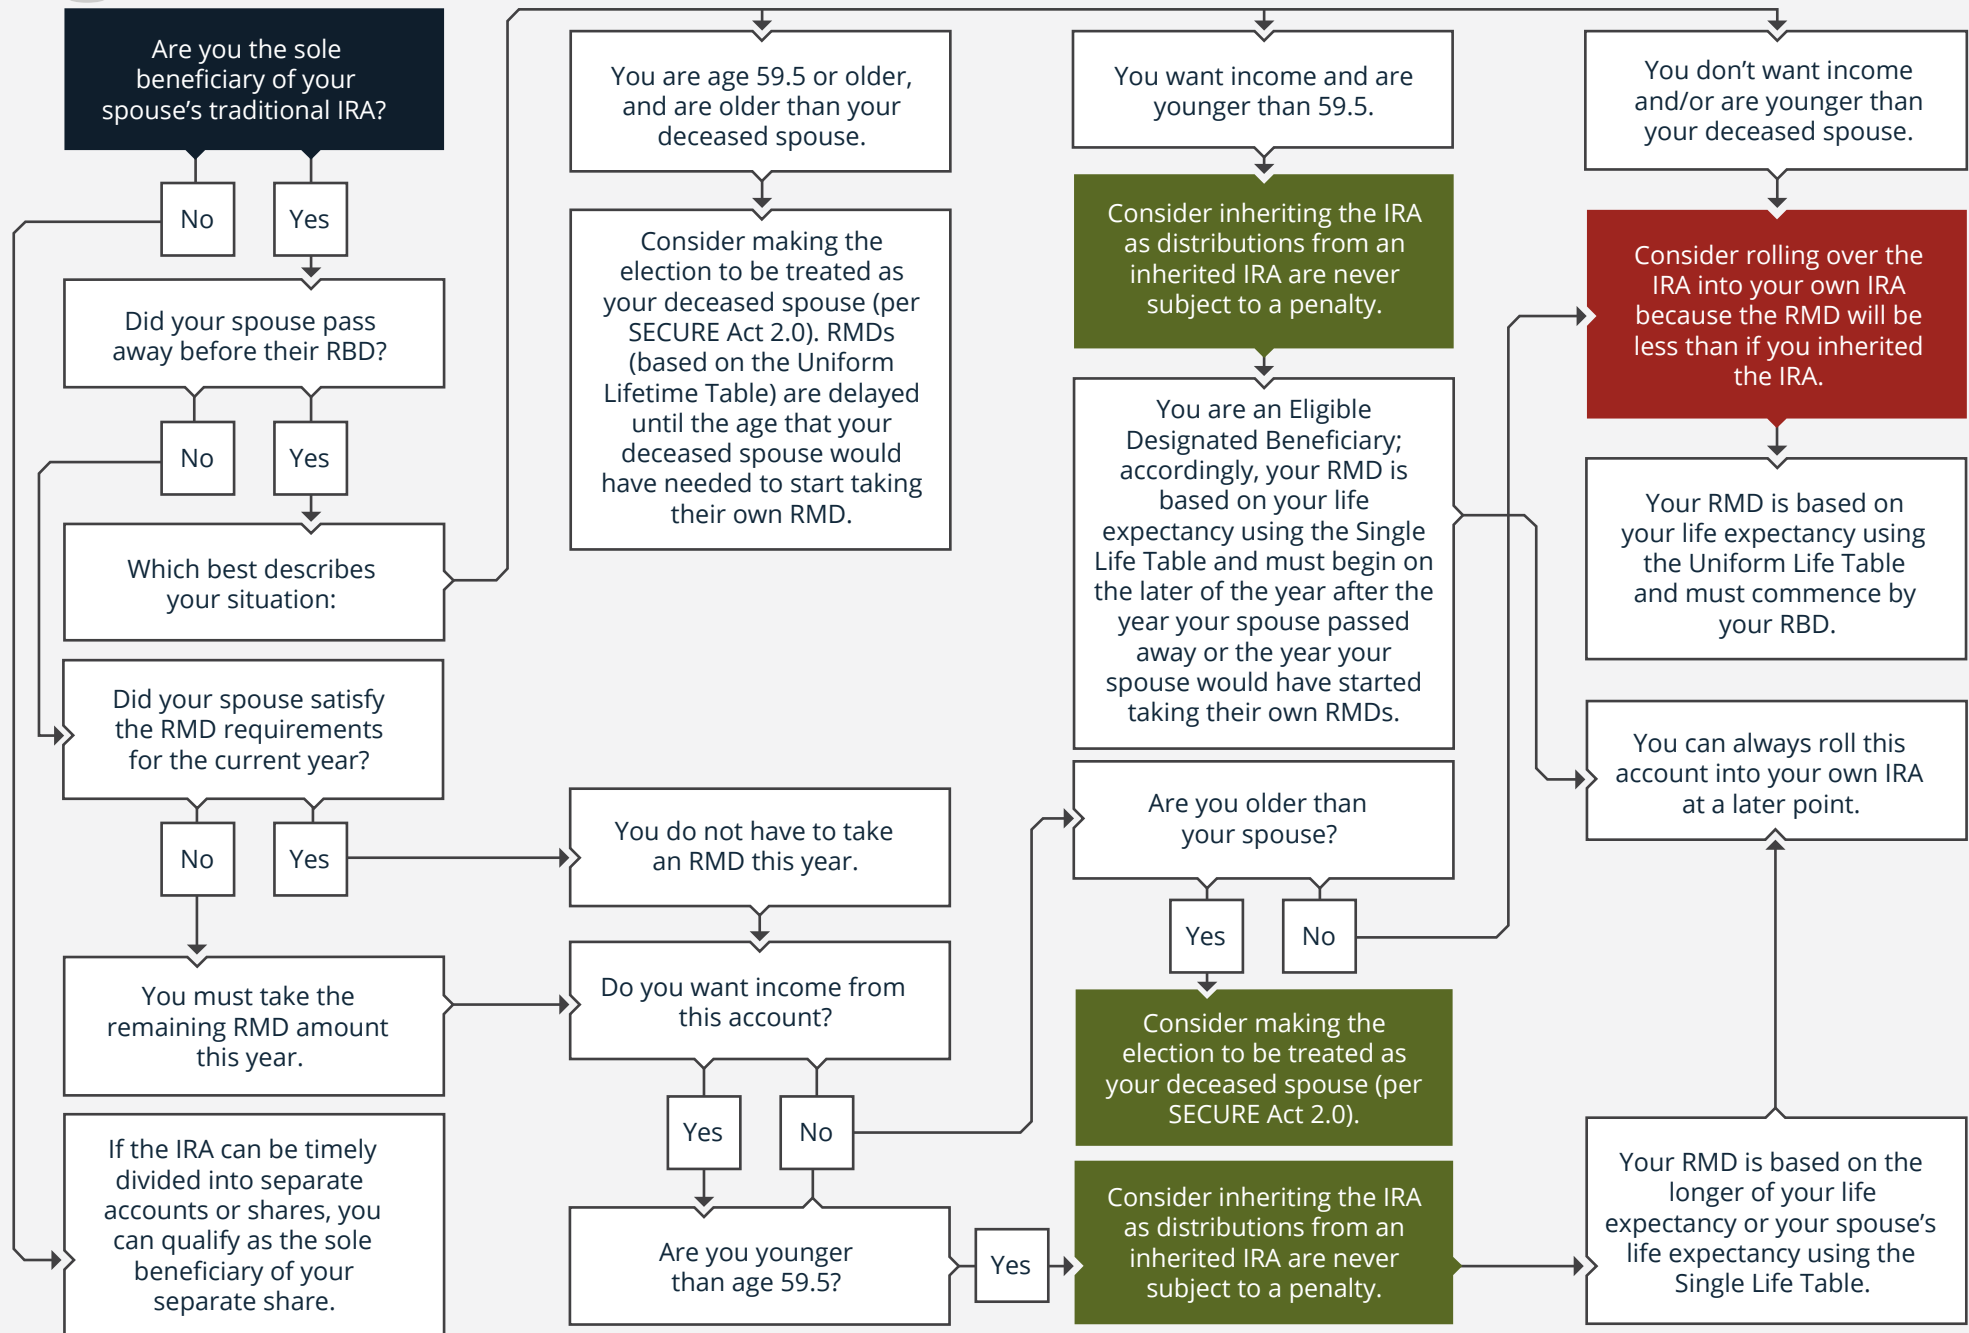 Are you the sole
beneficiary of your
spouse’s traditional IRA?
No
Yes
Did your spouse pass
away before their RBD?
No
Yes
Which best describes
your situation:
Did your spouse satisfy
the RMD requirements
for the current year?
No
Yes
You must take the
remaining RMD amount
this year.
If the IRA can be timely
divided into separate
accounts or shares, you
can qualify as the sole
beneficiary of your
separate share.
You are age 59.5 or older,
and are older than your
deceased spouse.
Consider making the
election to be treated as
your deceased spouse (per
SECURE Act 2.0). RMDs
(based on the Uniform
Lifetime Table) are delayed
until the age that your
deceased spouse would
have needed to start taking
their own RMD.
You do not have to take
an RMD this year.
Do you want income from
this account?
Yes
No
Are you younger
than age 59.5?
Yes
You want income and are
younger than 59.5.
Consider inheriting the IRA
as distributions from an
inherited IRA are never
subject to a penalty.
You are an Eligible
Designated Beneficiary;
accordingly, your RMD is
based on your life
expectancy using the Single
Life Table and must begin on
the later of the year after the
year your spouse passed
away or the year your
spouse would have started
taking their own RMDs.
Are you older than
your spouse?
Yes
No
Consider making the
election to be treated as
your deceased spouse (per
SECURE Act 2.0).
Consider inheriting the IRA
as distributions from an
inherited IRA are never
subject to a penalty.
You don’t want income
and/or are younger than
your deceased spouse.
Consider rolling over the
IRA into your own IRA
because the RMD will be
less than if you inherited
the IRA.
Your RMD is based on
your life expectancy using
the Uniform Life Table
and must commence by
your RBD.
You can always roll this
account into your own IRA
at a later point.
Your RMD is based on the
longer of your life
expectancy or your spouse’s
life expectancy using the
Single Life Table.